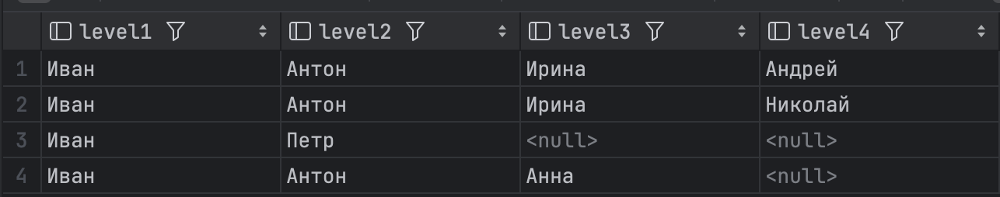 level1 level2 level3 level4
1 Иван Антон Ирина Андрей
2 Иван Антон Ирина Николай
3 Иван Петр <null> <null>
4 Иван Антон Анна <null>